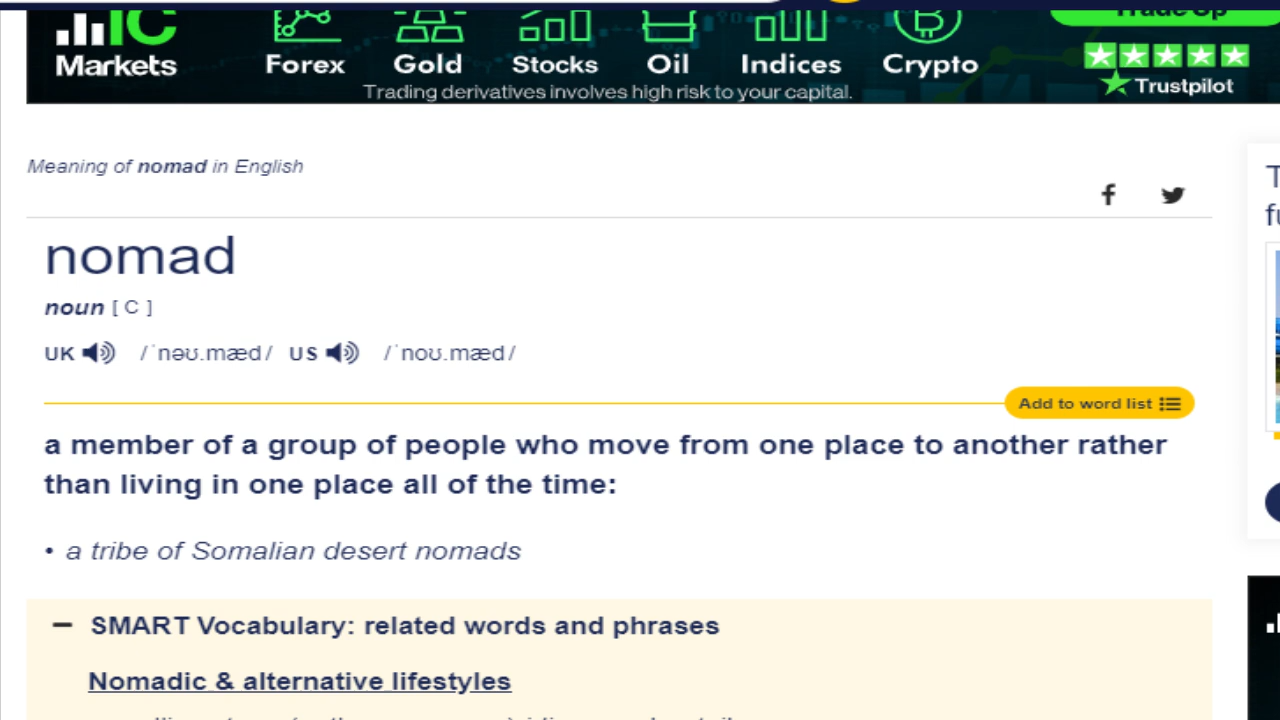 IC Trade Up
Markets Forex Gold Stocks Oil Indices Crypto
Trading derivatives involves high risk to your capital.
Trustpilot
Meaning of nomad in English
nomad
noun [ C ]
UK /ˈnəʊ.mæd/ US /ˈnoʊ.mæd/
Add to word list
a member of a group of people who move from one place to another rather
than living in one place all of the time:
• a tribe of Somalian desert nomads
SMART Vocabulary: related words and phrases
Nomadic & alternative lifestyles